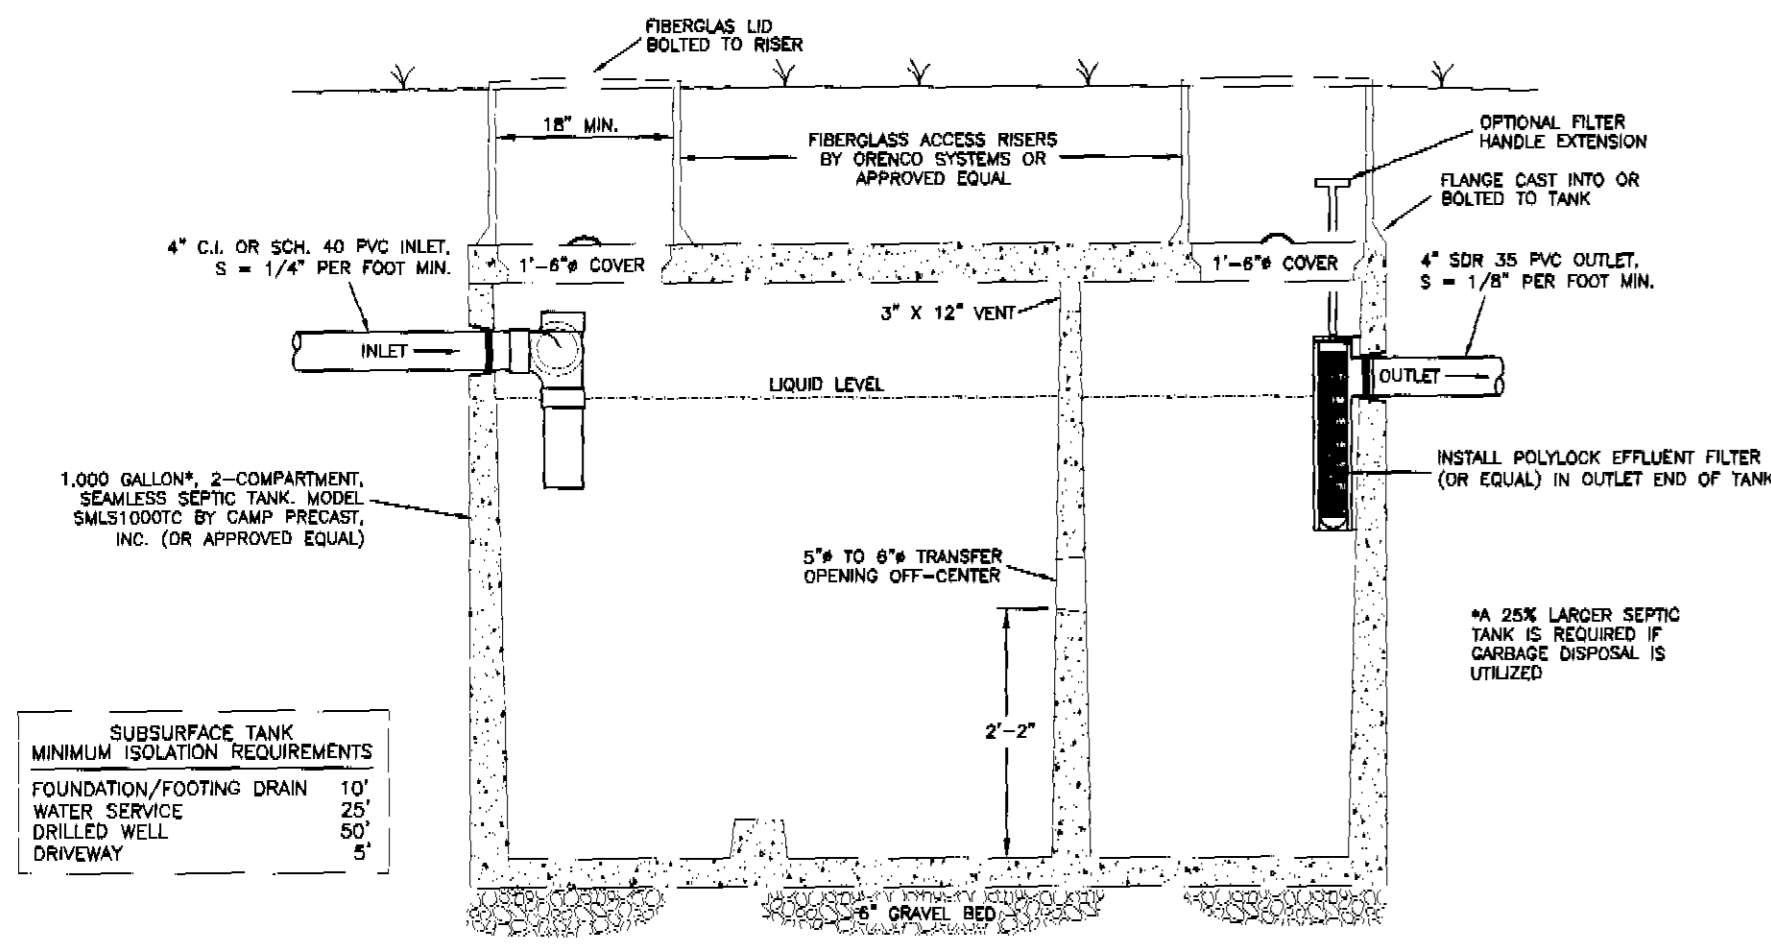 FIBERGLAS LID
BOLTED TO RISER
18" MIN.
FIBERGLASS ACCESS RISERS
BY ORENCO SYSTEMS OR
APPROVED EQUAL
OPTIONAL FILTER
HANDLE EXTENSION
FLANGE CAST INTO OR
BOLTED TO TANK
4" C.I. OR SCH. 40 PVC INLET,
S = 1/4" PER FOOT MIN.
1'-6"ø COVER
1'-6"ø COVER
4" SDR 35 PVC OUTLET,
S = 1/8" PER FOOT MIN.
3" X 12" VENT
INLET
LIQUID LEVEL
OUTLET
1,000 GALLON*, 2-COMPARTMENT,
SEAMLESS SEPTIC TANK. MODEL
SMLS1000TC BY CAMP PRECAST,
INC. (OR APPROVED EQUAL)
INSTALL POLYLOCK EFFLUENT FILTER
(OR EQUAL) IN OUTLET END OF TANK
5"ø TO 6"ø TRANSFER
OPENING OFF-CENTER
*A 25% LARGER SEPTIC
TANK IS REQUIRED IF
GARBAGE DISPOSAL IS
UTILIZED
2'-2"
SUBSURFACE TANK
MINIMUM ISOLATION REQUIREMENTS
FOUNDATION/FOOTING DRAIN 10'
WATER SERVICE 25'
DRILLED WELL 50'
DRIVEWAY 5'
6" GRAVEL BED